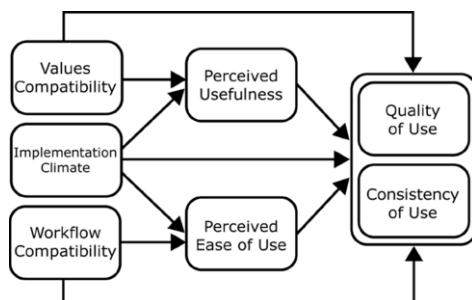 Values
Compatibility
Implementation
Climate
Workflow
Compatibility
Perceived
Usefulness
Perceived
Ease of Use
Quality
of Use
Consistency
of Use